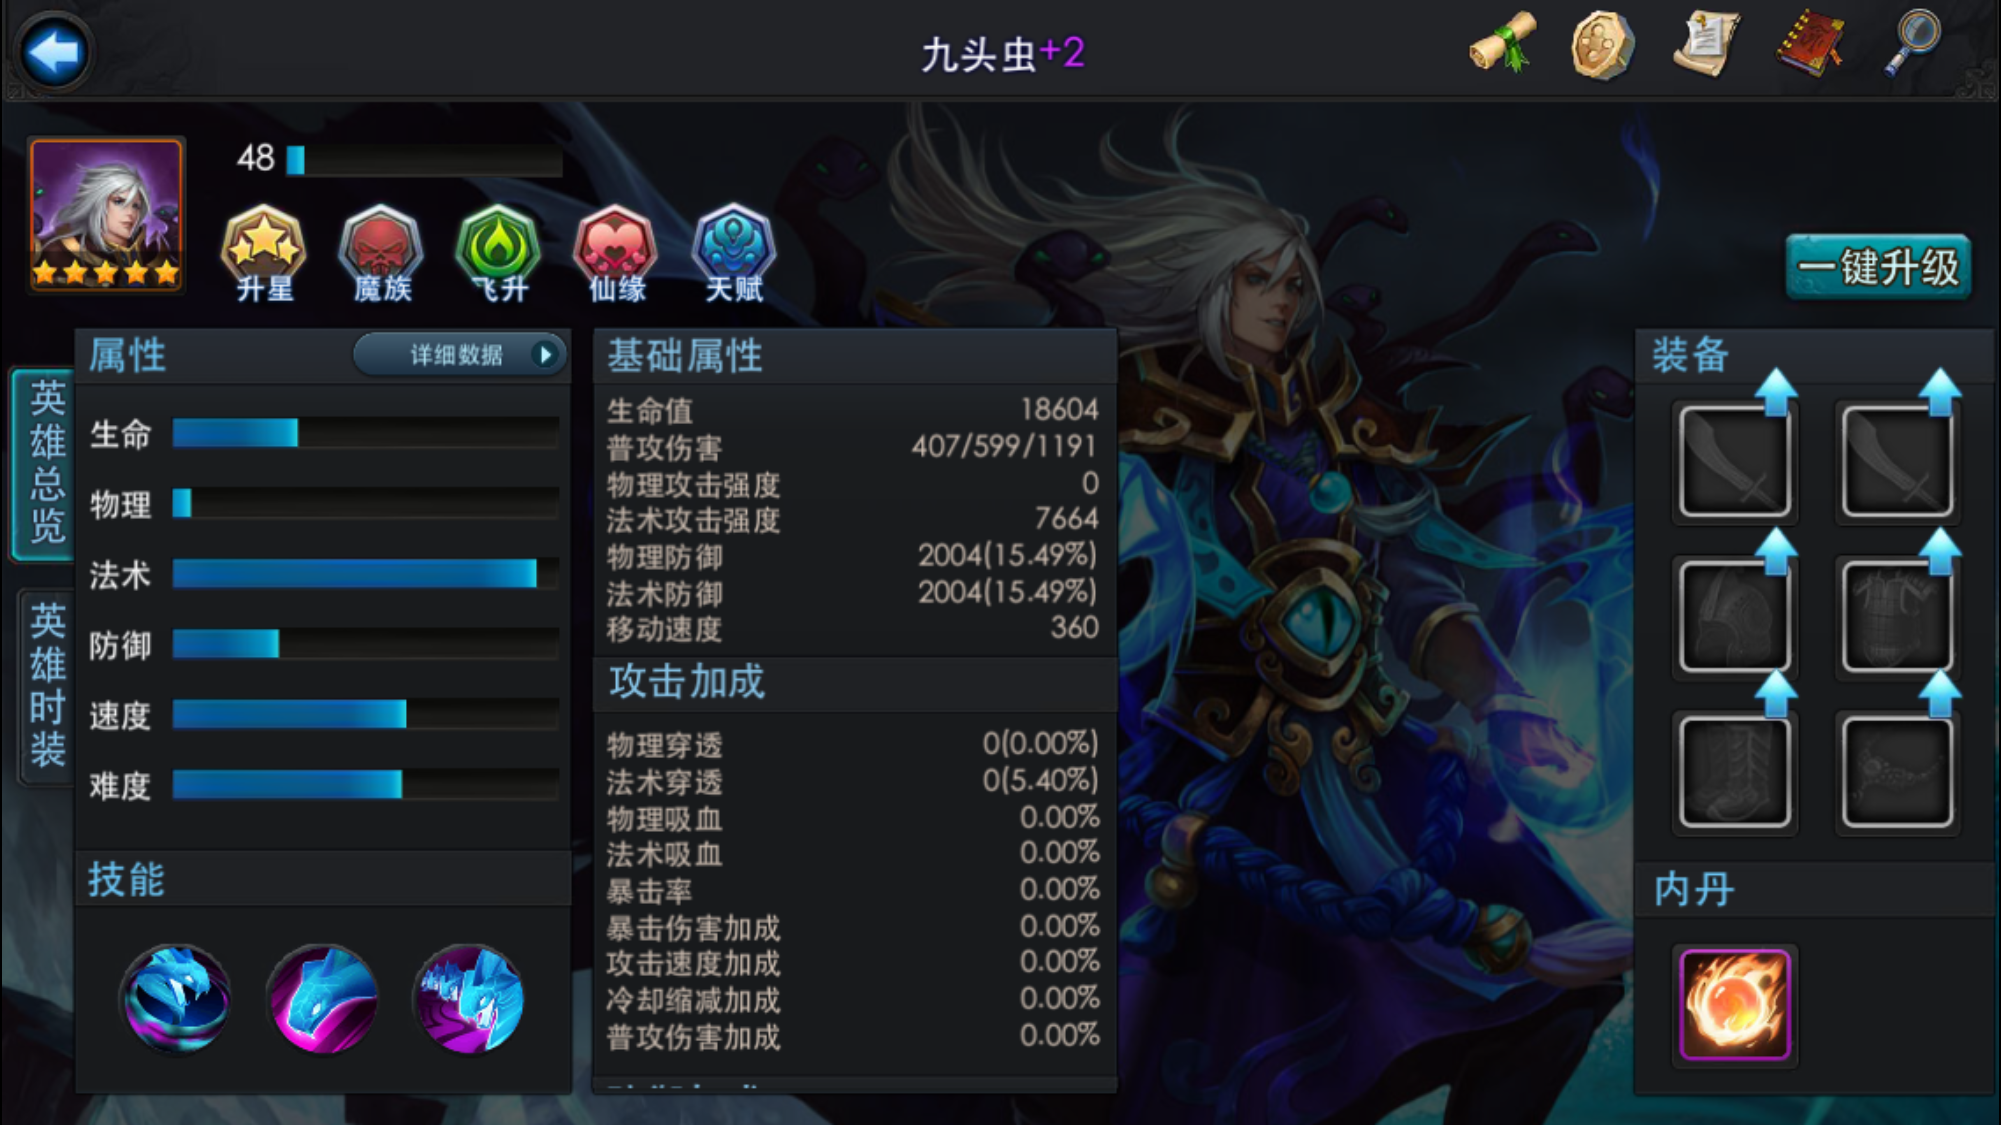 九头虫+2
48
升星
魔族
飞升
仙缘
天赋
一键升级
英雄总览
英雄时装
属性
详细数据
生命
物理
法术
防御
速度
难度
技能
基础属性
生命值 18604
普攻伤害 407/599/1191
物理攻击强度 0
法术攻击强度 7664
物理防御 2004(15.49%)
法术防御 2004(15.49%)
移动速度 360
攻击加成
物理穿透 0(0.00%)
法术穿透 0(5.40%)
物理吸血 0.00%
法术吸血 0.00%
暴击率 0.00%
暴击伤害加成 0.00%
攻击速度加成 0.00%
冷却缩减加成 0.00%
普攻伤害加成 0.00%
装备
内丹